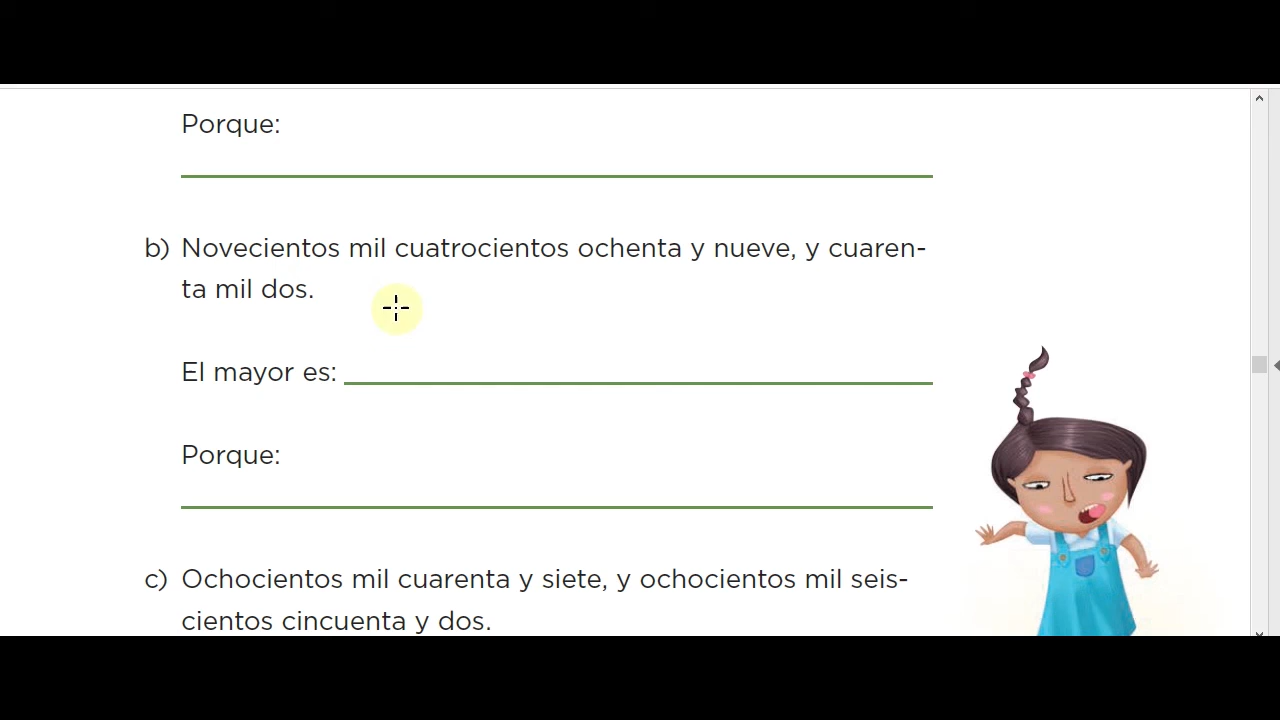 Porque:
b) Novecientos mil cuatrocientos ochenta y nueve, y cuaren-
ta mil dos.
El mayor es:
Porque:
c) Ochocientos mil cuarenta y siete, y ochocientos mil seis-
cientos cincuenta y dos.